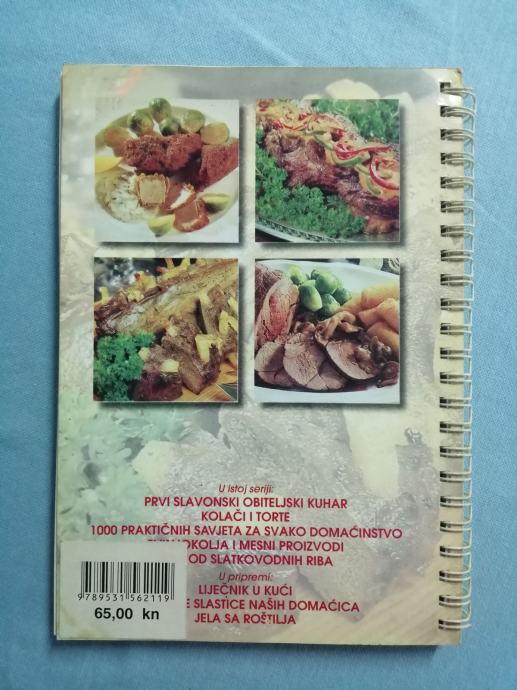 U istoj seriji:
PRVI SLAVONSKI OBITELJSKI KUHAR
KOLAČI I TORTE
1000 PRAKTIČNIH SAVJETA ZA SVAKO DOMAĆINSTVO
I MESNI PROIZVODI
OD SLATKOVODNIH RIBA
U pripremi:
LIJEČNIK U KUĆI
SLASTICE NAŠIH DOMAĆICA
JELA SA ROŠTILJA
9789531562119
65,00 kn